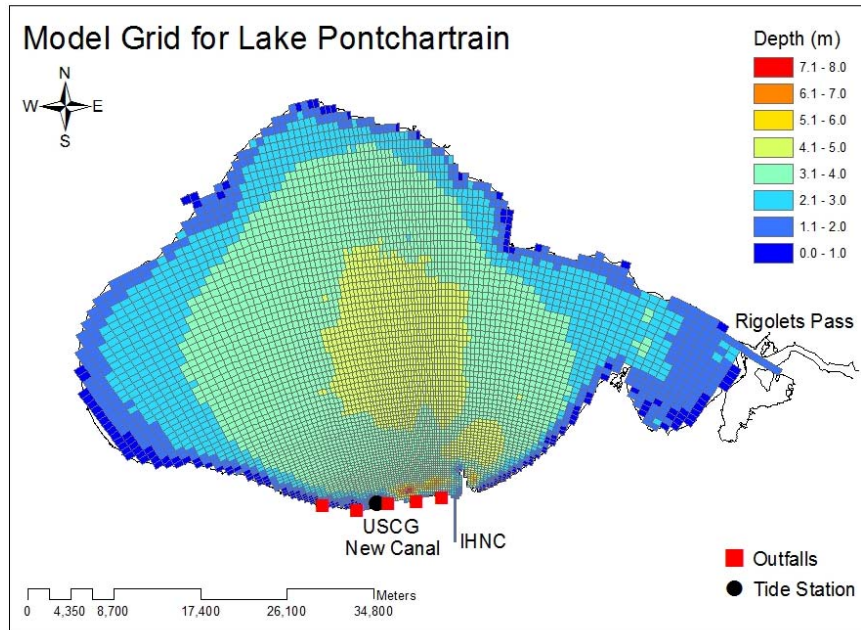 Model Grid for Lake Pontchartrain
N
W E
S
Depth (m)
7.1 - 8.0
6.1 - 7.0
5.1 - 6.0
4.1 - 5.0
3.1 - 4.0
2.1 - 3.0
1.1 - 2.0
0.0 - 1.0
Rigolets Pass
USCG
New Canal
IHNC
Outfalls
Tide Station
Meters
0 4,350 8,700 17,400 26,100 34,800